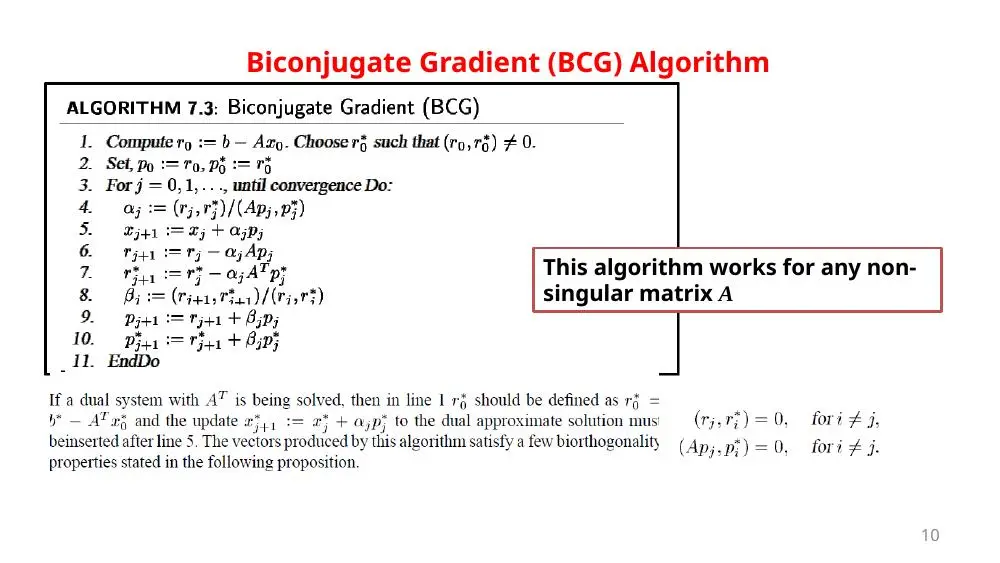 Biconjugate Gradient (BCG) Algorithm
ALGORITHM 7.3: Biconjugate Gradient (BCG)
1. Compute r₀ := b − Ax₀. Choose r₀* such that (r₀, r₀*) ≠ 0.
2. Set, p₀ := r₀, p₀* := r₀*
3. For j = 0, 1, . . ., until convergence Do:
4. αⱼ := (rⱼ, rⱼ*)/(Apⱼ, pⱼ*)
5. xⱼ₊₁ := xⱼ + αⱼpⱼ
6. rⱼ₊₁ := rⱼ − αⱼApⱼ
7. r*ⱼ₊₁ := rⱼ* − αⱼAᵀpⱼ*
8. βⱼ := (rⱼ₊₁, r*ⱼ₊₁)/(rⱼ, rⱼ*)
9. pⱼ₊₁ := rⱼ₊₁ + βⱼpⱼ
10. p*ⱼ₊₁ := r*ⱼ₊₁ + βⱼpⱼ*
11. EndDo
This algorithm works for any non-
singular matrix A
If a dual system with Aᵀ is being solved, then in line 1 r₀* should be defined as r₀* =
b* − Aᵀx₀* and the update x*ⱼ₊₁ := xⱼ* + αⱼpⱼ* to the dual approximate solution must
beinserted after line 5. The vectors produced by this algorithm satisfy a few biorthogonality
properties stated in the following proposition.
(rⱼ, rᵢ*) = 0, for i ≠ j,
(Apⱼ, pᵢ*) = 0, for i ≠ j.
10